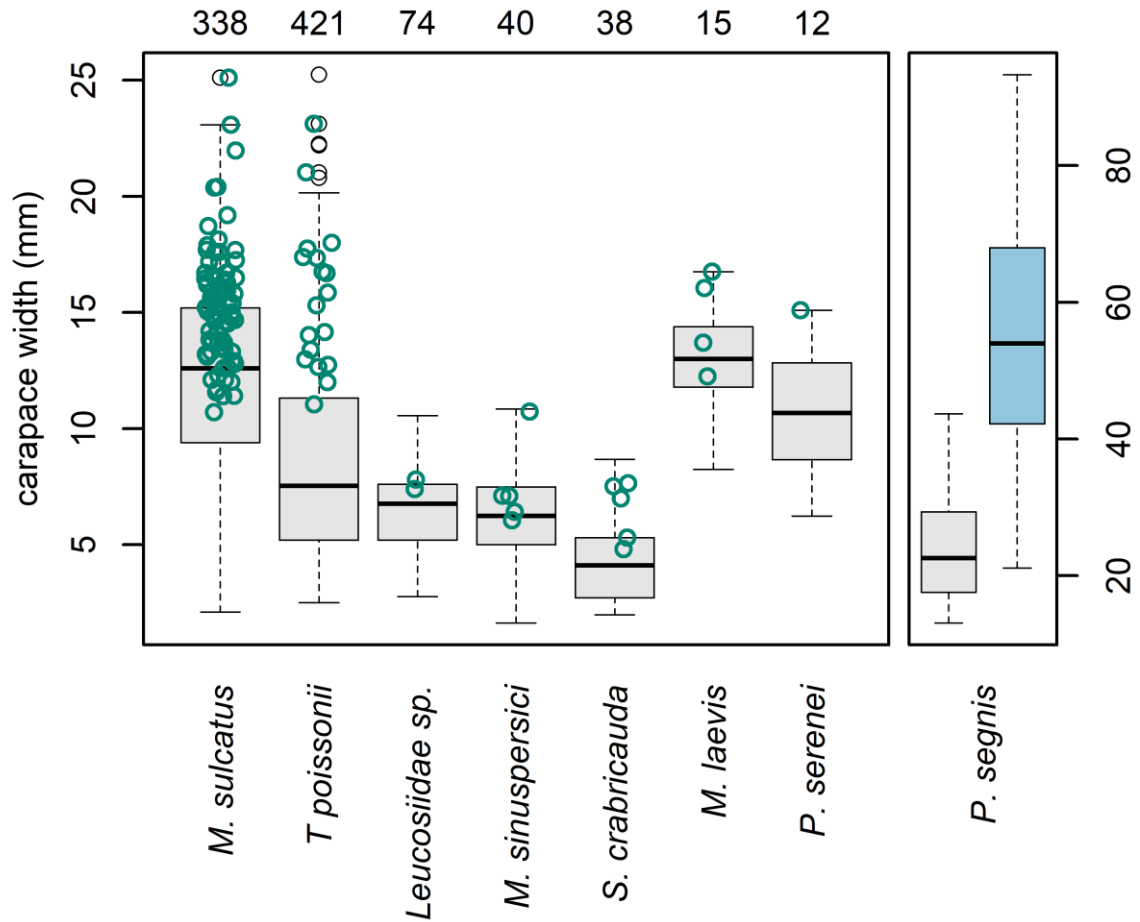 338 421 74 40 38 15 12
carapace width (mm)
25
20
15
10
5
80
60
40
20
M. sulcatus
T poissonii
Leucosiidae sp.
M. sinuspersici
S. crabricauda
M. laevis
P. serenei
P. segnis